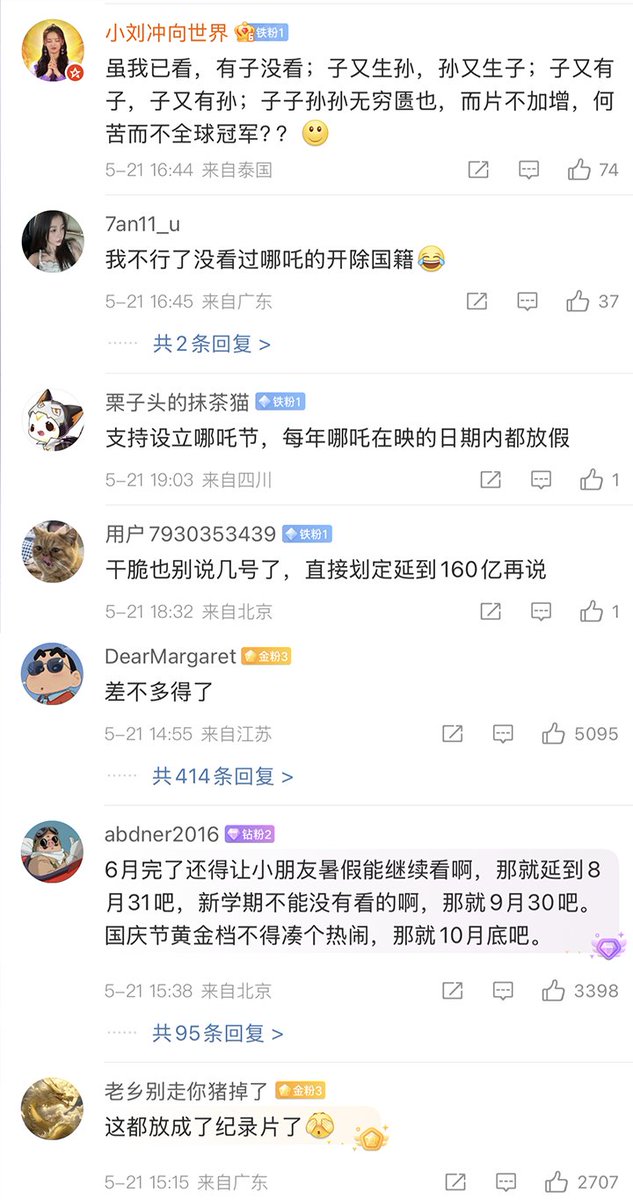 小刘冲向世界 6 铁粉1
虽我已看，有子没看；子又生孙，孙又生子；子又有
子，子又有孙；子子孙孙无穷匮也，而片不加增，何
苦而不全球冠军？？
5-21 16:44 来自泰国 74
7an11_u
我不行了没看过哪吒的开除国籍
5-21 16:45 来自广东 37
共2条回复 >
栗子头的抹茶猫 铁粉1
支持设立哪吒节，每年哪吒在映的日期内都放假
5-21 19:03 来自四川 1
用户7930353439 铁粉1
干脆也别说几号了，直接划定延到160亿再说
5-21 18:32 来自北京 1
DearMargaret 金粉3
差不多得了
5-21 14:55 来自江苏 5095
共414条回复 >
abdner2016 钻粉2
6月完了还得让小朋友暑假能继续看啊，那就延到8
月31吧，新学期不能没有看的啊，那就9月30吧。
国庆节黄金档不得凑个热闹，那就10月底吧。
5-21 15:38 来自北京 3398
共95条回复 >
老乡别走你猪掉了 金粉3
这都放成了纪录片了
5-21 15:15 来自广东 2707